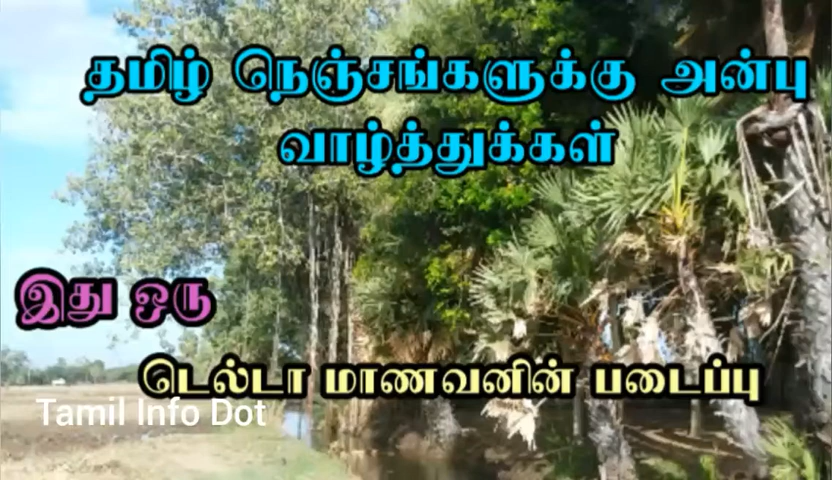 தமிழ் நெஞ்சங்களுக்கு அன்பு
வாழ்த்துக்கள்
இது ஒரு
டெல்டா மாணவனின் படைப்பு
Tamil Info Dot